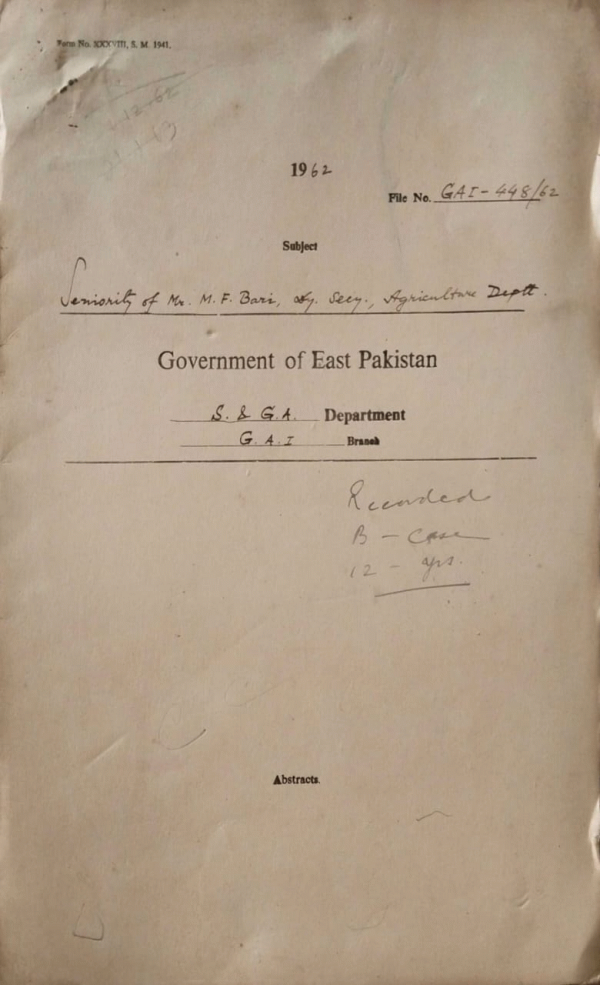 Form No. XXXVIII, S. M. 1941.
1962
File No. GAI-448/62
Subject
Seniority of Mr. M. F. Bari, Dy. Secy., Agriculture Deptt.
Government of East Pakistan
S. & G.A. Department
G.A.I Branch
Recorded
B - Case
12 - yrs.
Abstracts.